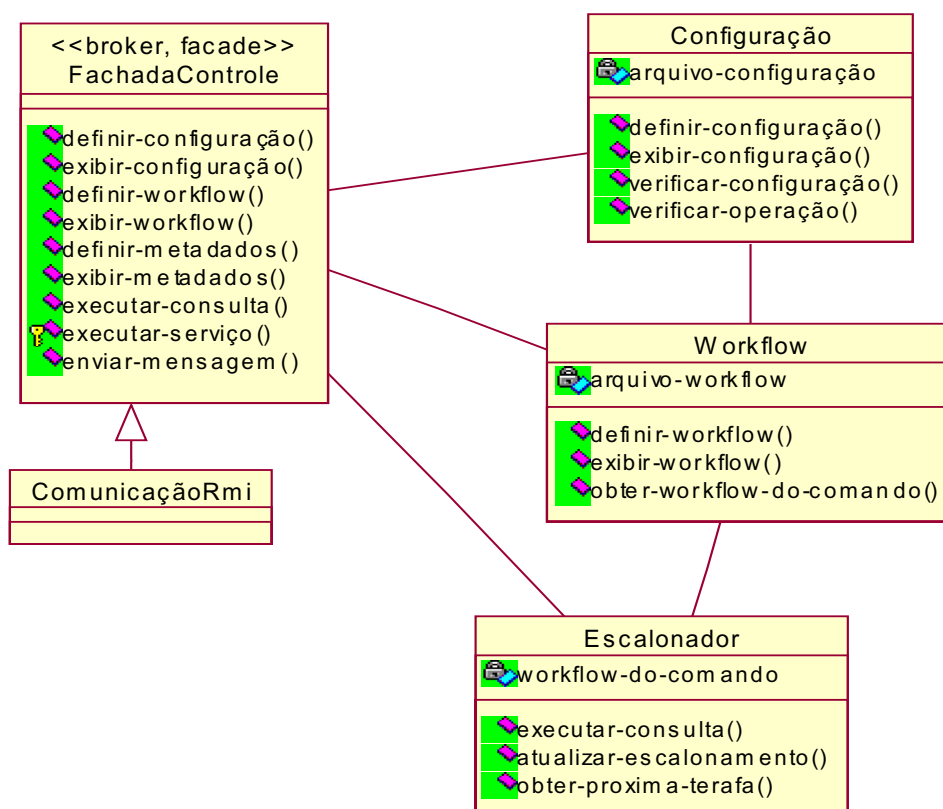 <<broker, facade>>
FachadaControle
definir-configuração()
exibir-configuração()
definir-workflow()
exibir-workflow()
definir-metadados()
exibir-metadados()
executar-consulta()
executar-serviço()
enviar-mensagem()
Configuração
arquivo-configuração
definir-configuração()
exibir-configuração()
verificar-configuração()
verificar-operação()
Workflow
arquivo-workflow
definir-workflow()
exibir-workflow()
obter-workflow-do-comando()
ComunicaçãoRmi
Escalonador
workflow-do-comando
executar-consulta()
atualizar-escalonamento()
obter-proxima-terafa()